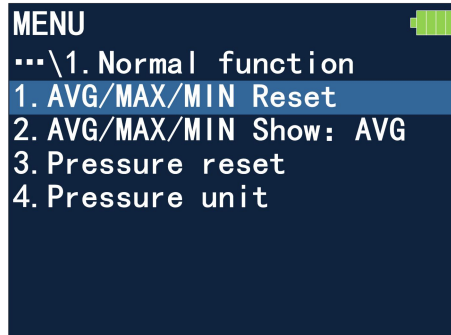 MENU
···\1.Normal function
1.AVG/MAX/MIN Reset
2.AVG/MAX/MIN Show: AVG
3.Pressure reset
4.Pressure unit